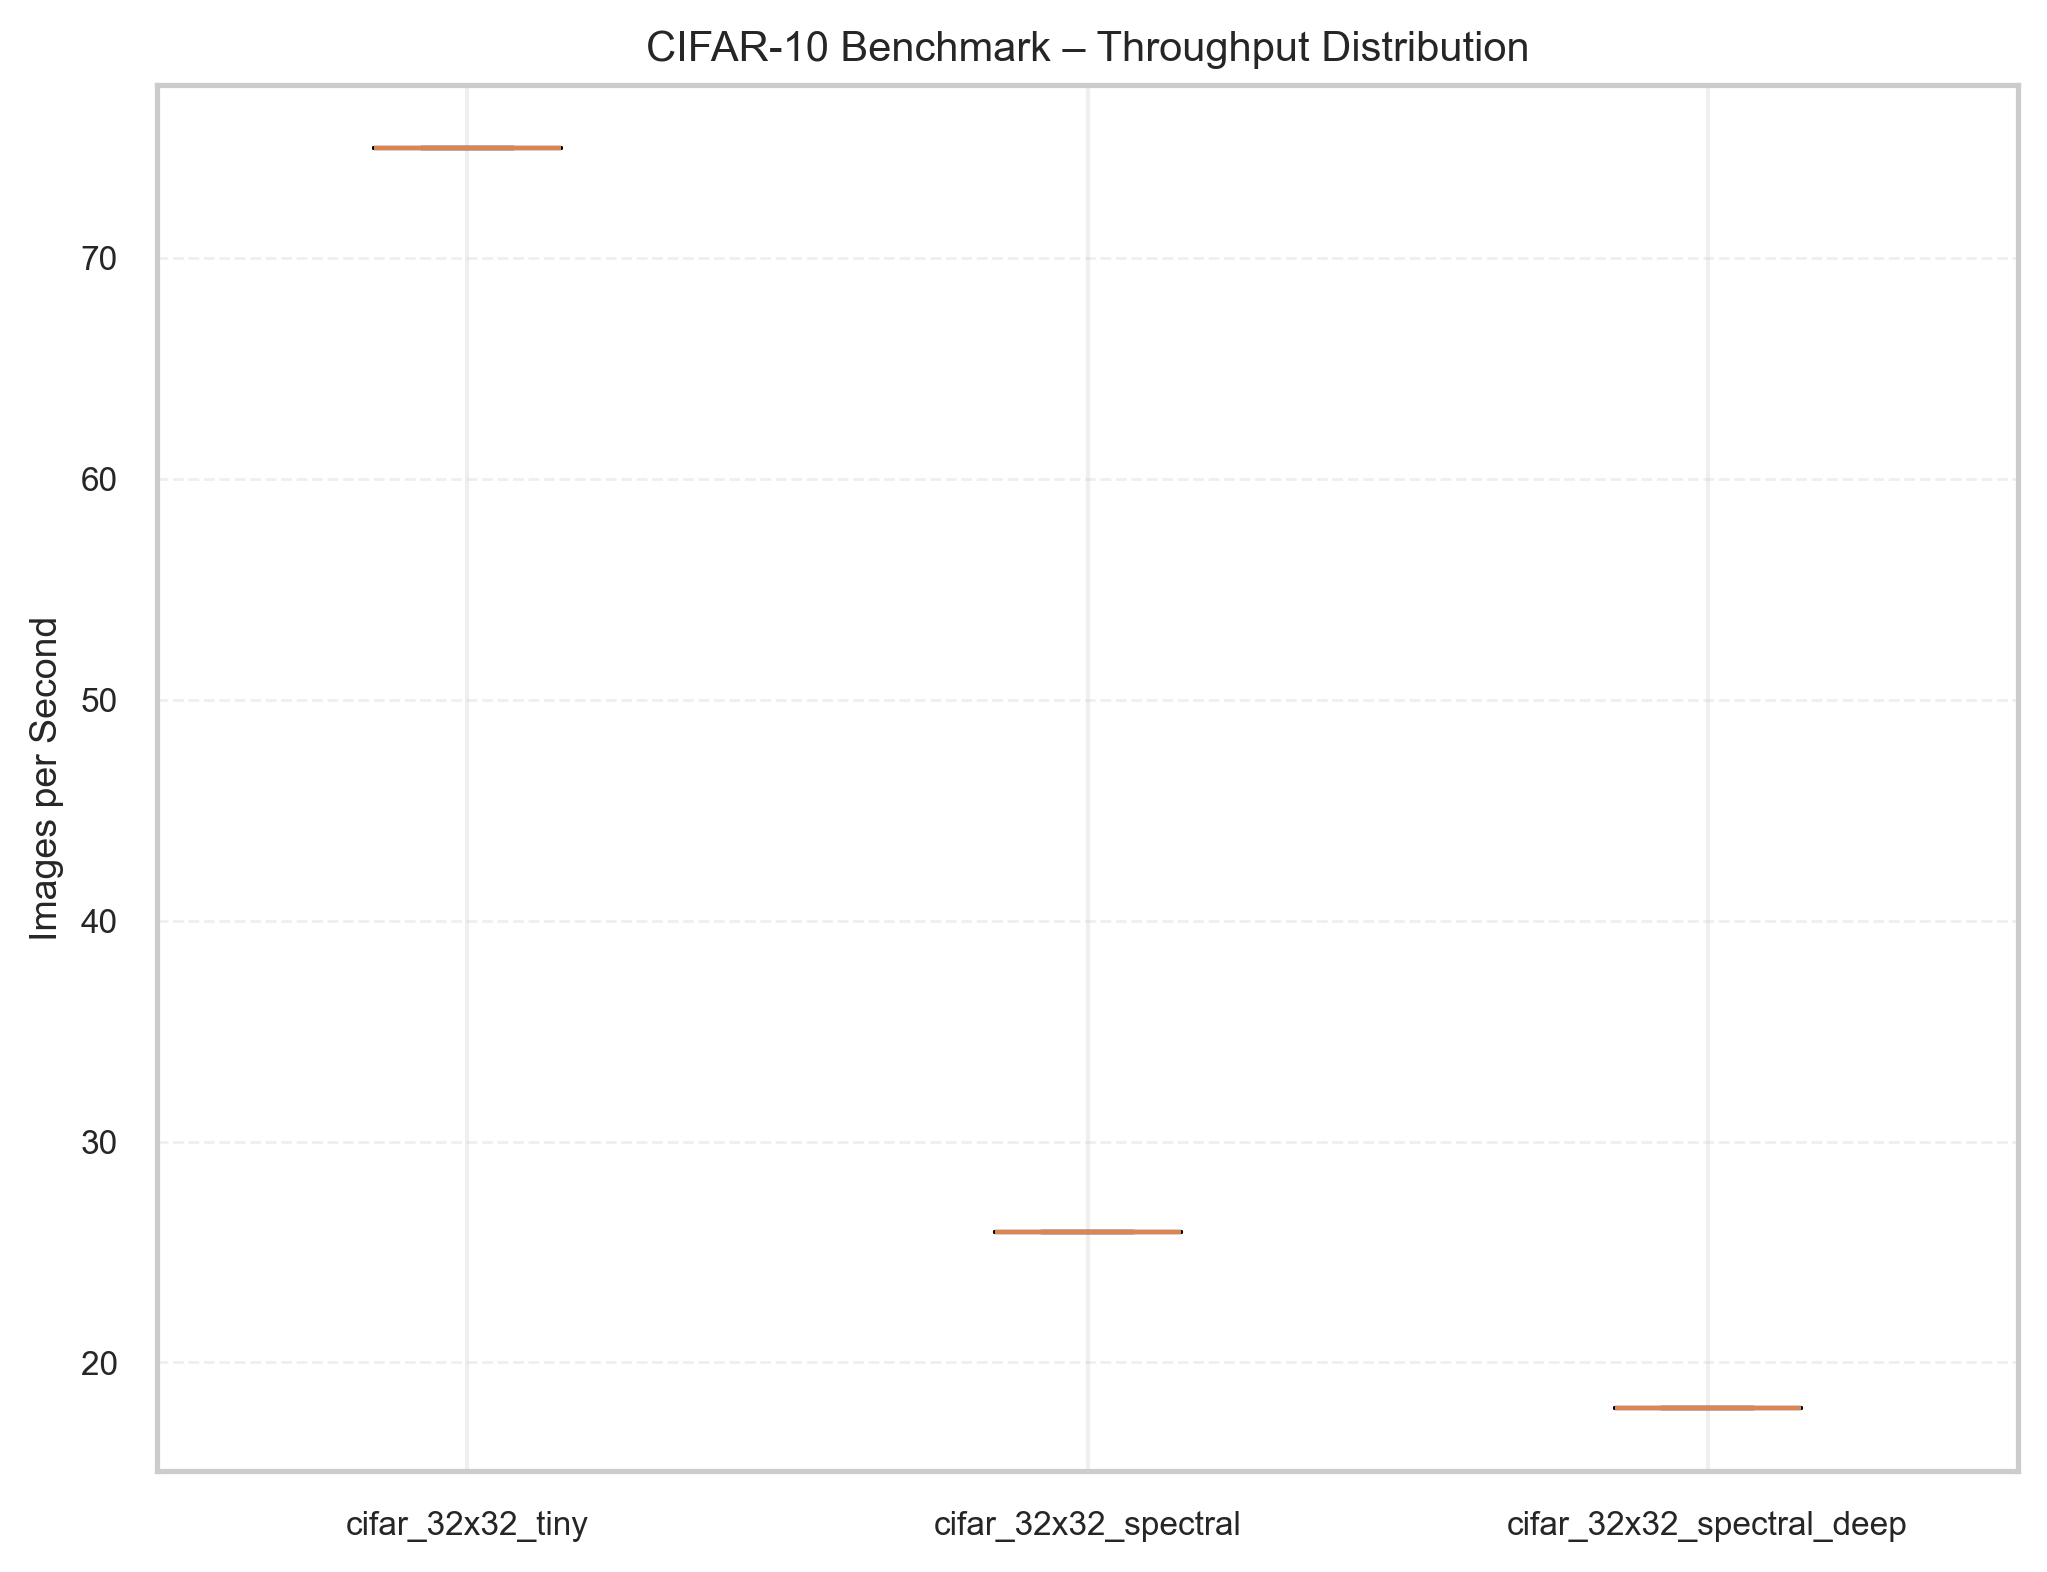 CIFAR-10 Benchmark – Throughput Distribution
Images per Second
70
60
50
40
30
20
cifar_32x32_tiny
cifar_32x32_spectral
cifar_32x32_spectral_deep